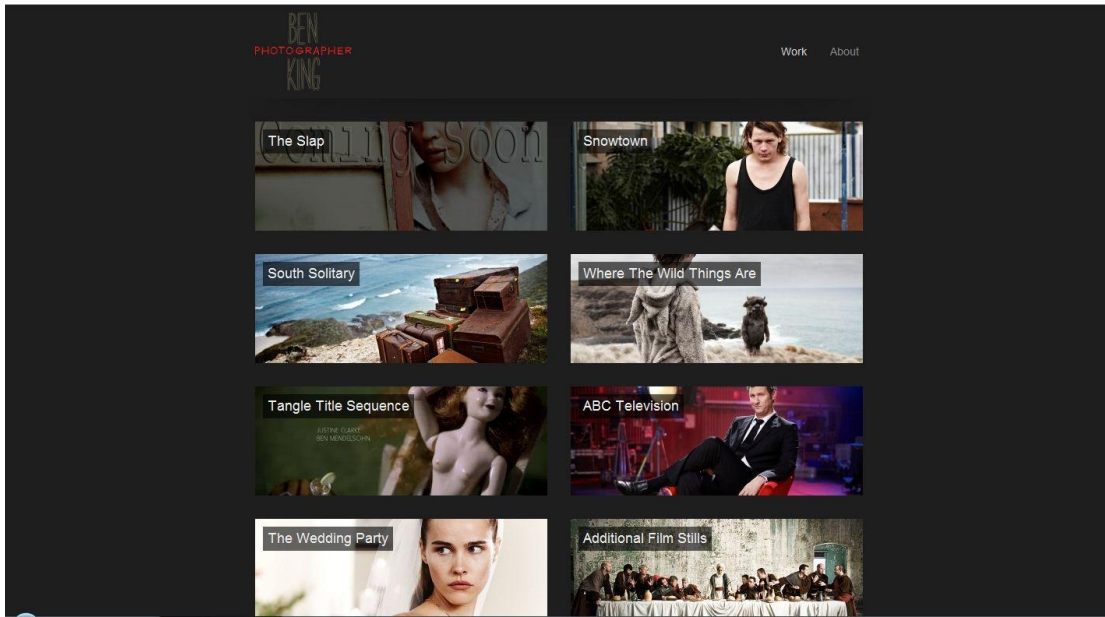 BEN
PHOTOGRAPHER
KING
Work
About
Coming Soon
The Slap
Snowtown
South Solitary
Where The Wild Things Are
Tangle Title Sequence
JUSTINE CLARKE
BEN MENDELSOHN
ABC Television
The Wedding Party
Additional Film Stills